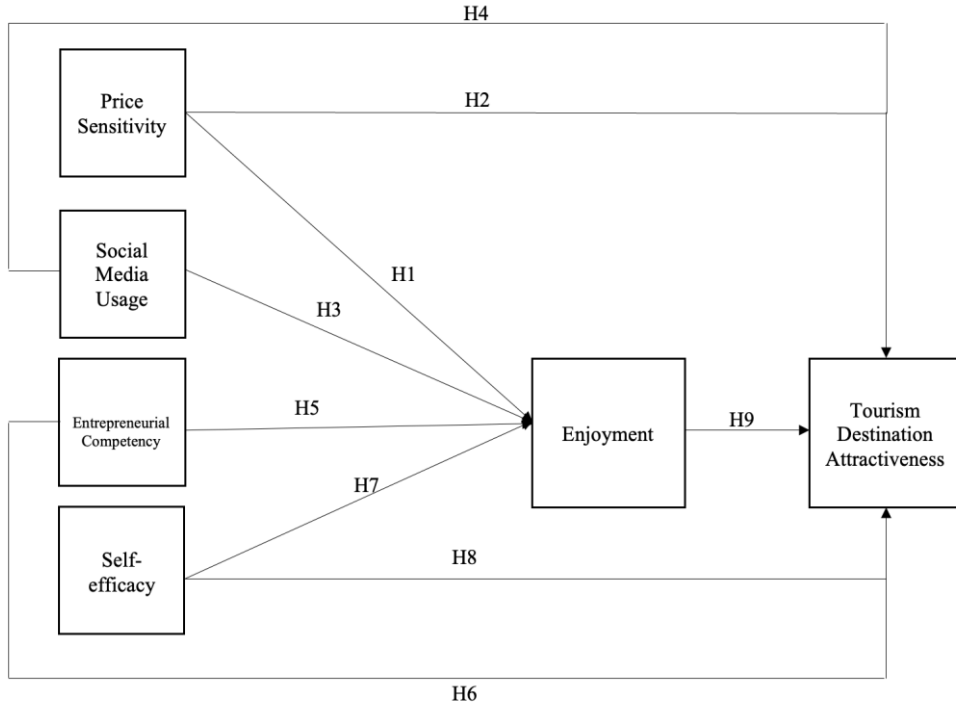 H4
Price
Sensitivity
H2
Social
Media
Usage
H1
H3
Entrepreneurial
Competency
H5
Enjoyment
H9
Tourism
Destination
Attractiveness
H7
Self-
efficacy
H8
H6